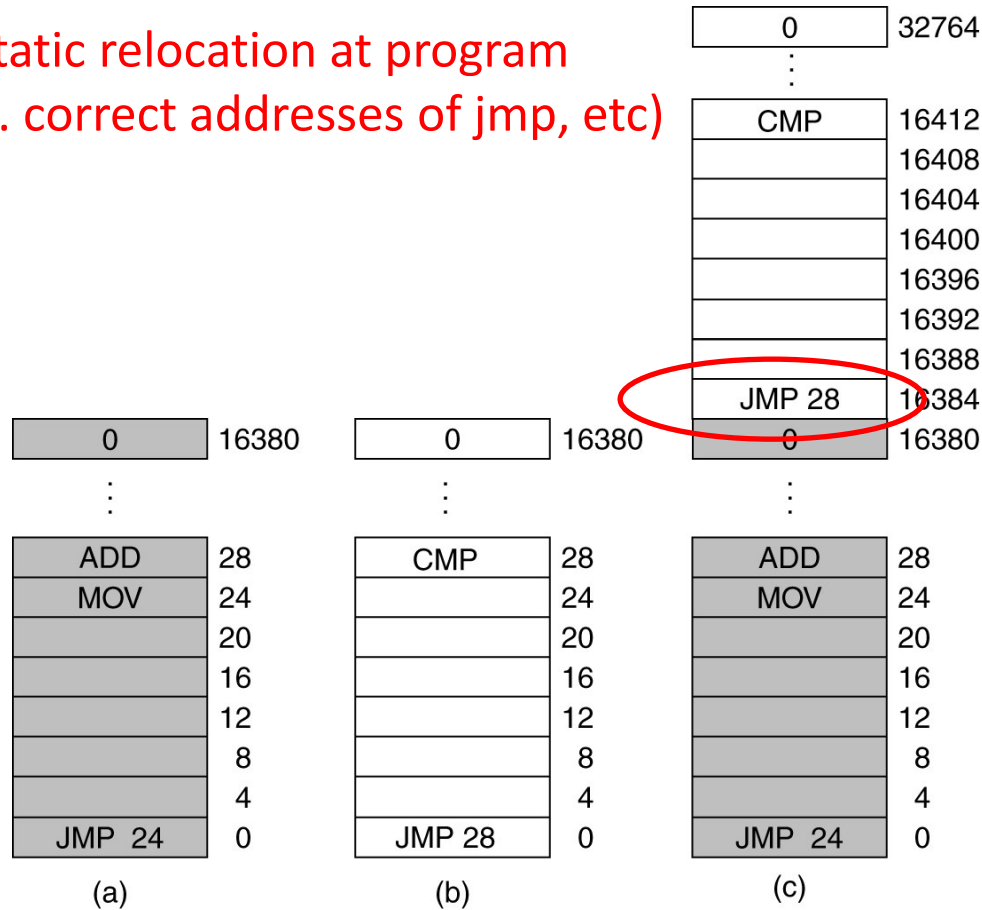 tatic relocation at program
. correct addresses of jmp, etc)
0 32764
CMP 16412
16408
16404
16400
16396
16392
16388
JMP 28 16384
0 16380 0 16380 0 16380
ADD 28 CMP 28 ADD 28
MOV 24 24 MOV 24
20 20 20
16 16 16
12 12 12
8 8 8
4 4 4
JMP 24 0 JMP 28 0 JMP 24 0
(a) (b) (c)